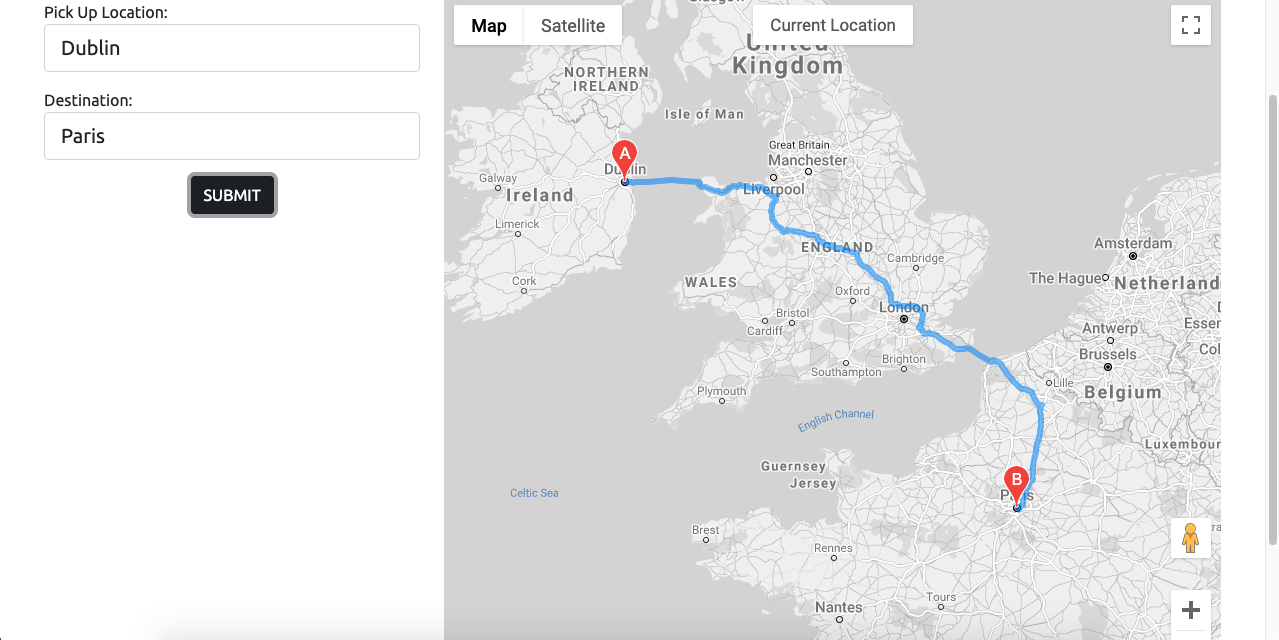 Pick Up Location:
Dublin
Destination:
Paris
SUBMIT
Map
Satellite
Current Location
United
Kingdom
NORTHERN
IRELAND
Isle of Man
Great Britain
Manchester
A
Dublin
Galway
Ireland
Liverpool
Limerick
ENGLAND
Cambridge
Amsterdam
Cork
WALES
The Hague
Netherland
Oxford
London
Bristol
Cardiff
Antwerp
Essen
Brussels
Col
Brighton
Southampton
Lille
Plymouth
Belgium
English Channel
Luxembour
Guernsey
Jersey
B
Paris
Celtic Sea
Brest
Rennes
Tours
Nantes